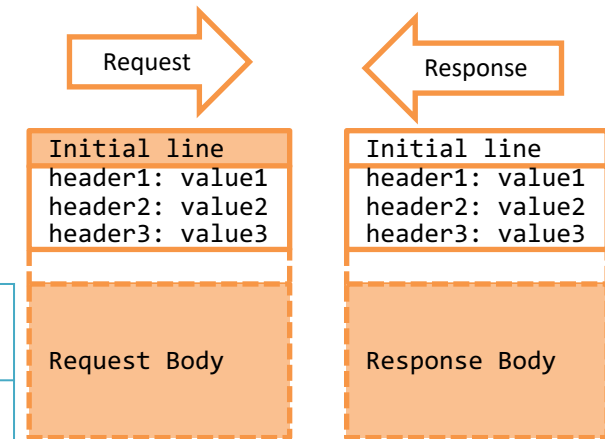 Request
Response
Initial line
header1: value1
header2: value2
header3: value3
Request Body
Initial line
header1: value1
header2: value2
header3: value3
Response Body